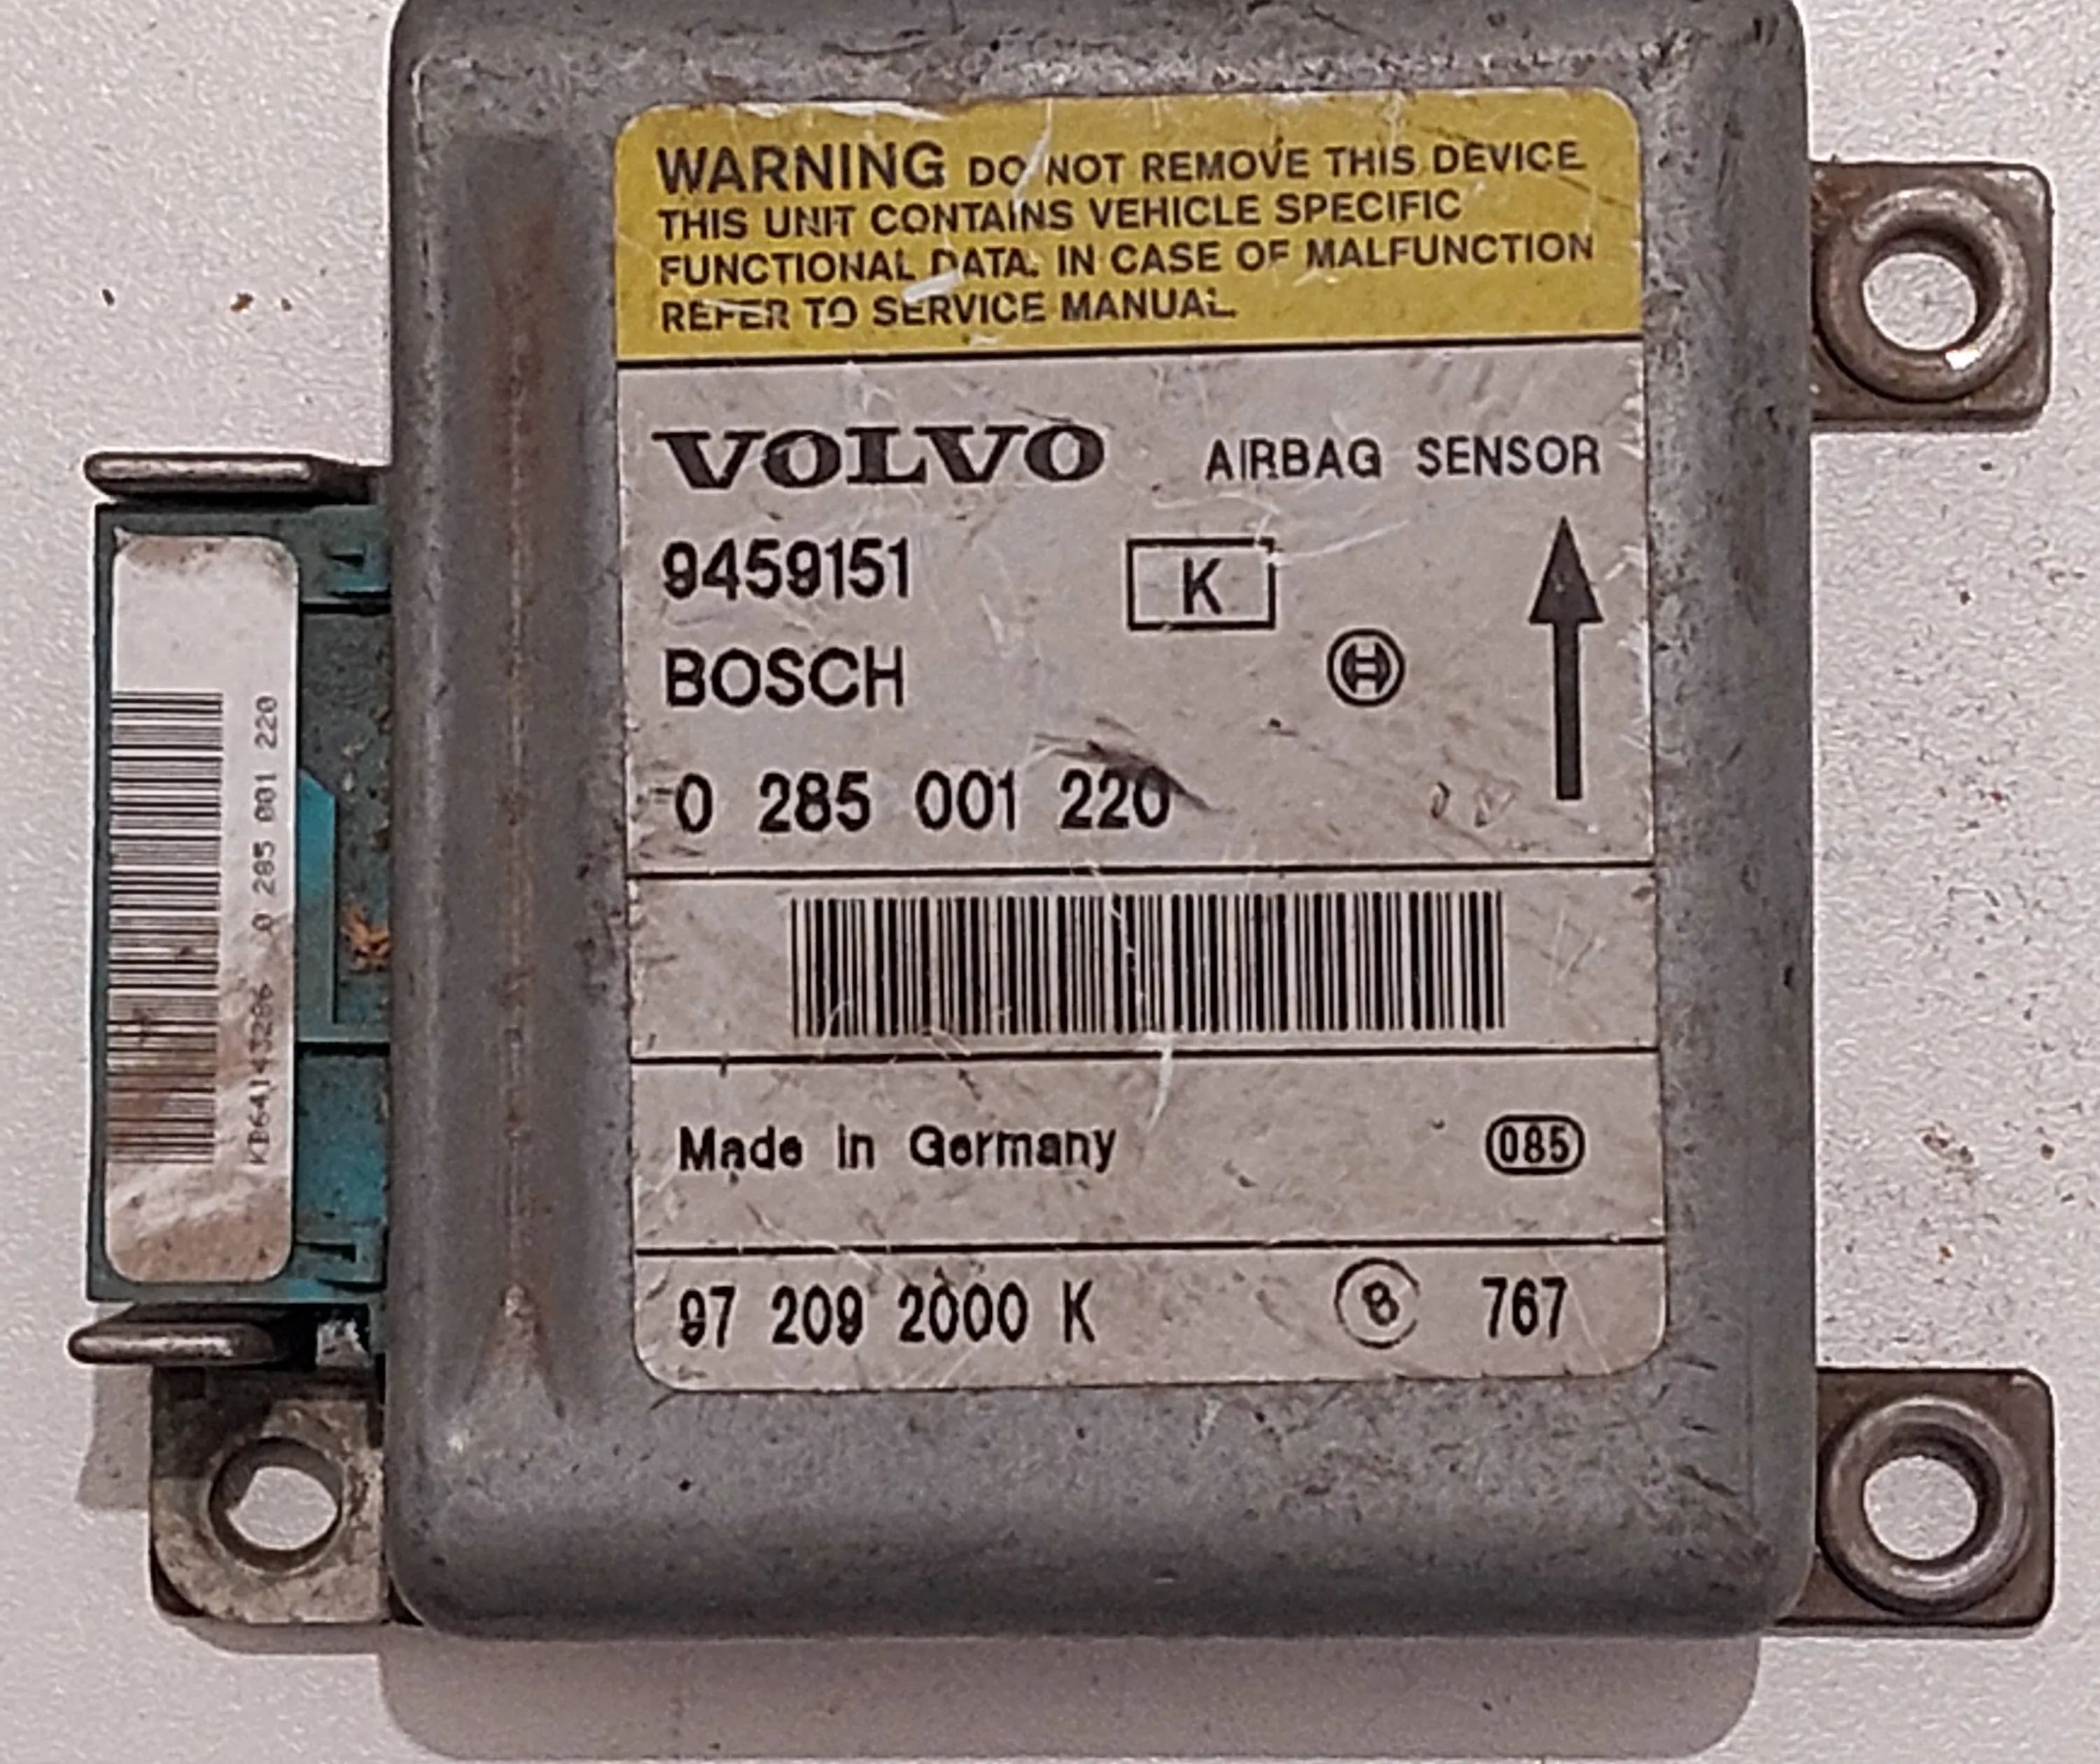 WARNING DO NOT REMOVE THIS DEVICE
THIS UNIT CONTAINS VEHICLE SPECIFIC
FUNCTIONAL DATA. IN CASE OF MALFUNCTION
REFER TO SERVICE MANUAL.
VOLVO AIRBAG SENSOR
9459151 K
BOSCH
0 285 001 220
Made in Germany 085
97 209 2000 K 8 767
KB6A143286 0 285 001 220